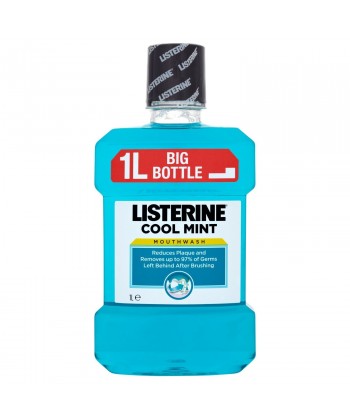 LISTERINE
1L BIG
BOTTLE
LISTERINE
COOL MINT
MOUTHWASH
Reduces Plaque and
Removes up to 97% of Germs
Left Behind After Brushing
1L e